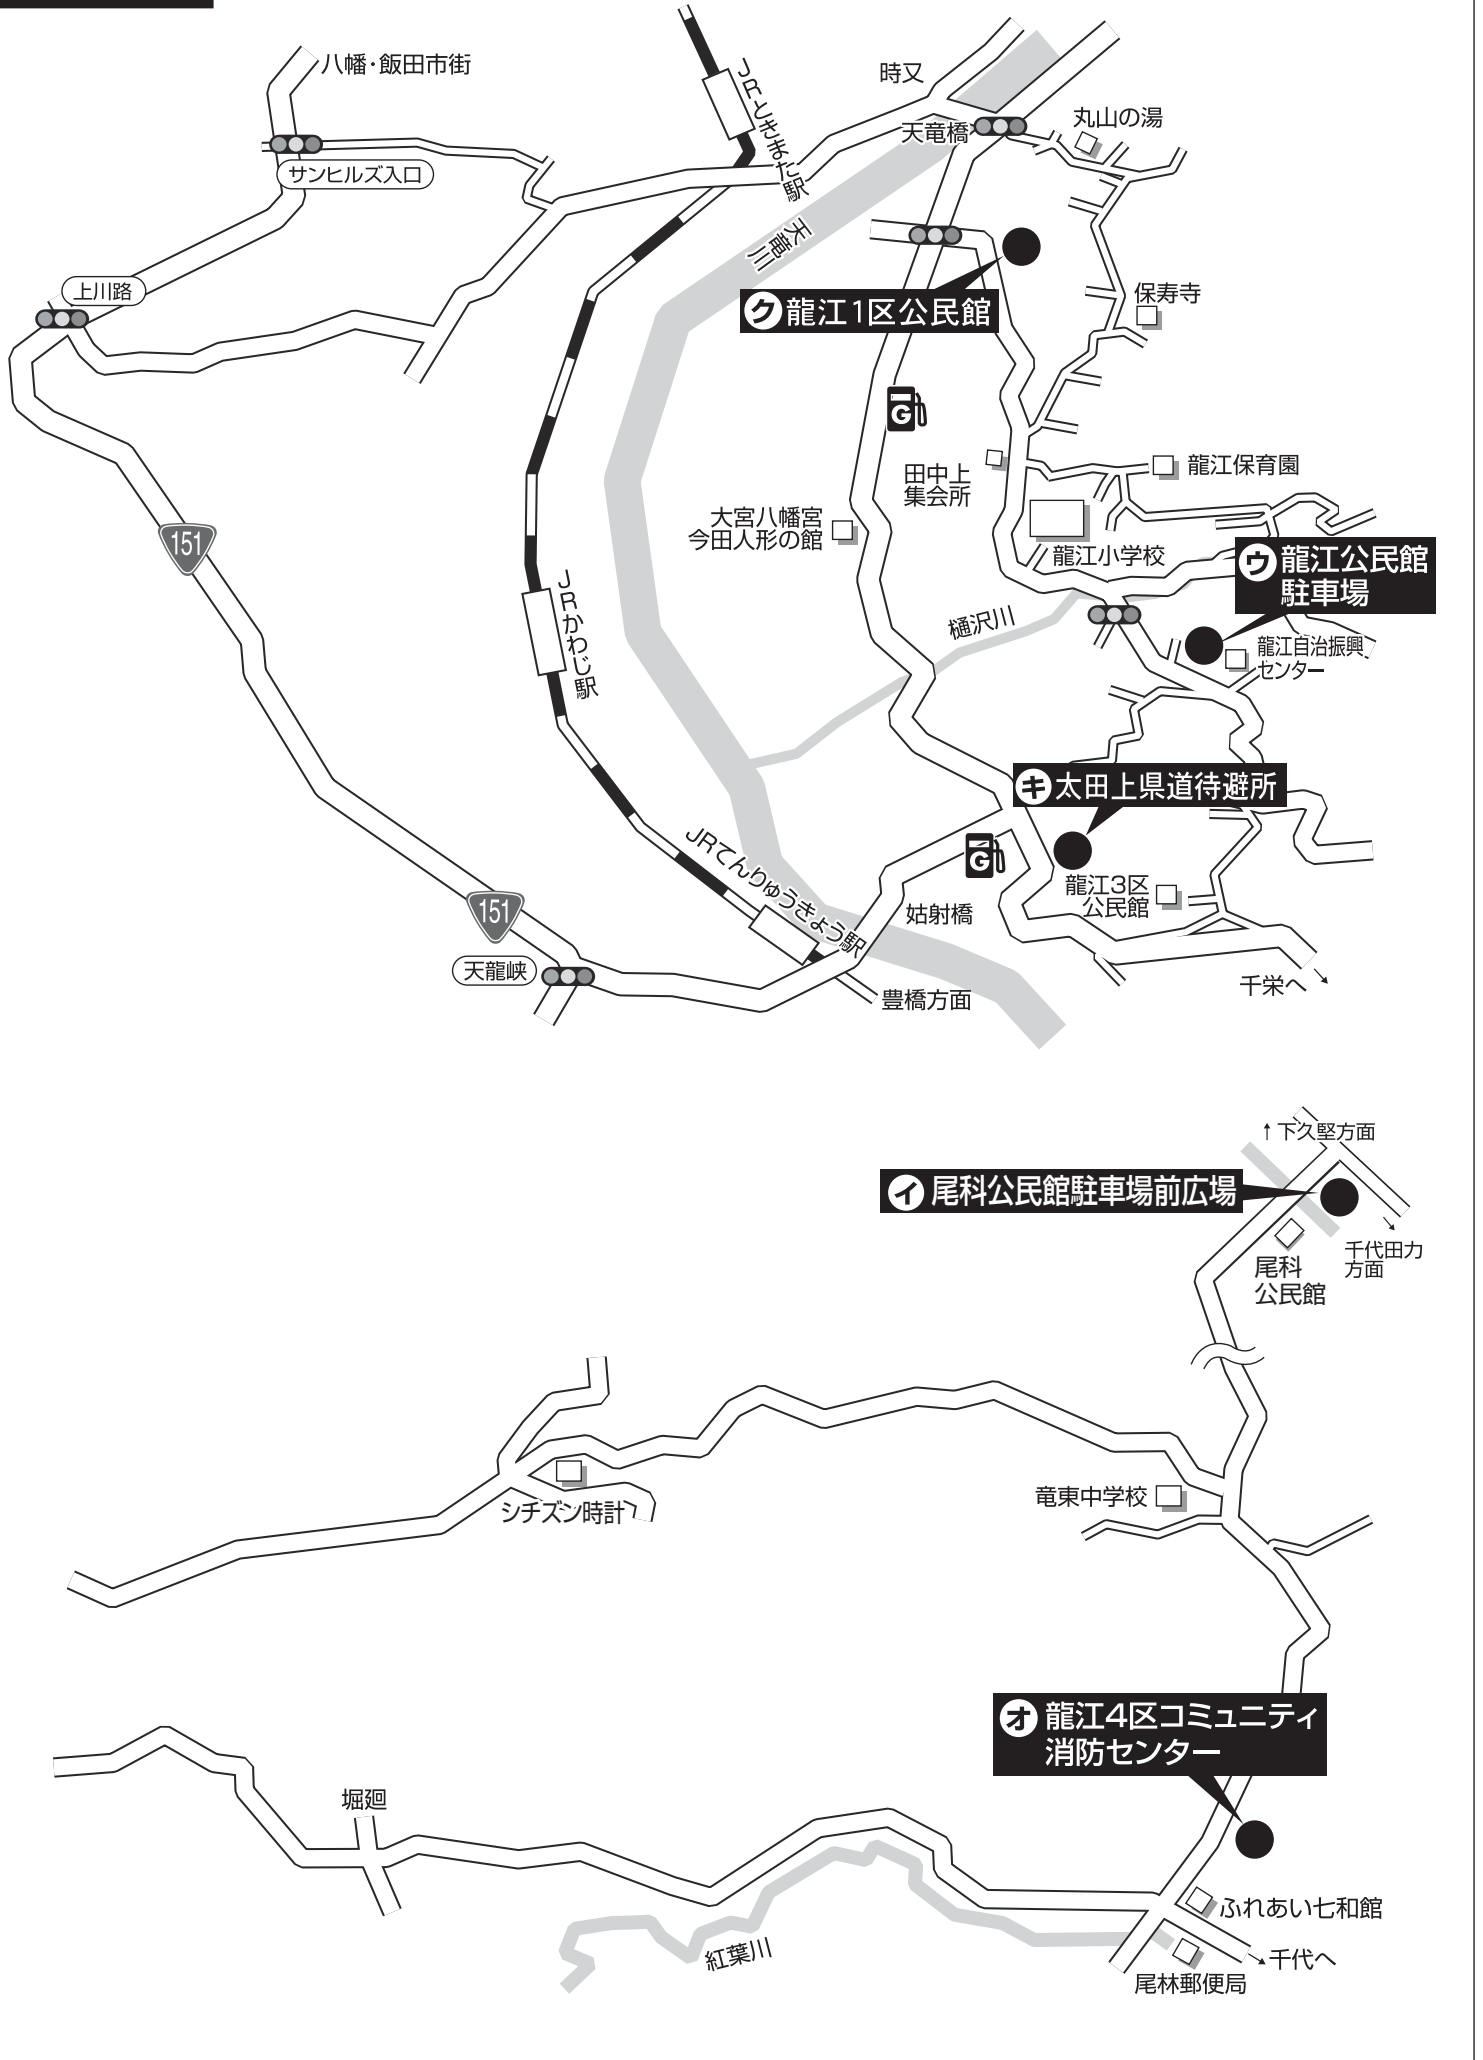 八幡・飯田市街
サンヒルズ入口
上川路
JRときまた駅
時又
天竜橋
丸山の湯
天竜川
ク 龍江1区公民館
保寿寺
G
田中上
集会所
龍江保育園
大宮八幡宮
今田人形の館
151
龍江小学校
ウ 龍江公民館
駐車場
JRかわじ駅
樋沢川
龍江自治振興
センター
キ 太田上県道待避所
JRてんりゅうきょう駅
G
龍江3区
公民館
151
姑射橋
天龍峡
豊橋方面
千栄へ
↑下久堅方面
イ 尾科公民館駐車場前広場
尾科
公民館
千代田力
方面
シチズン時計
竜東中学校
オ 龍江4区コミュニティ
消防センター
堀廻
ふれあい七和館
紅葉川
千代へ
尾林郵便局